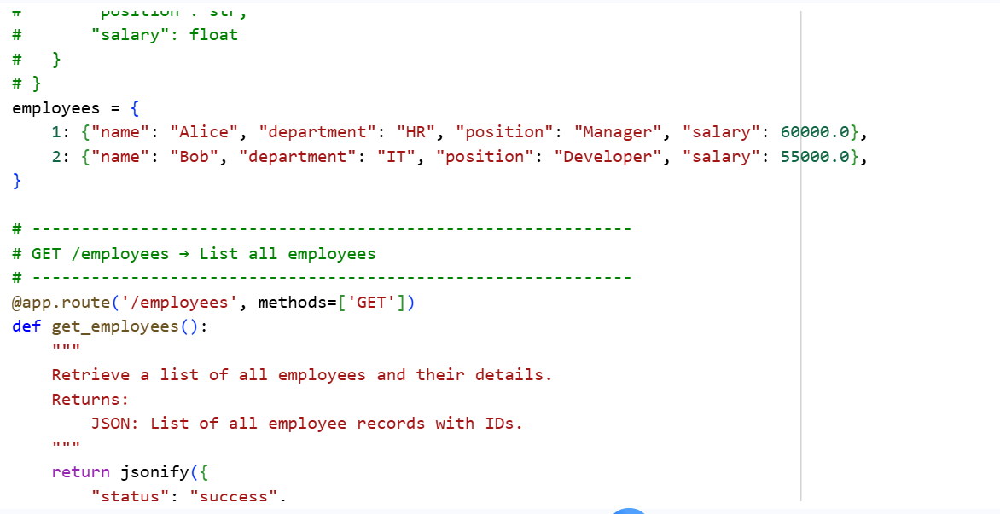 #        "position": str,
#       "salary": float
#   }
# }
employees = {
    1: {"name": "Alice", "department": "HR", "position": "Manager", "salary": 60000.0},
    2: {"name": "Bob", "department": "IT", "position": "Developer", "salary": 55000.0},
}
# -------------------------------------------------------------
# GET /employees → List all employees
# -------------------------------------------------------------
@app.route('/employees', methods=['GET'])
def get_employees():
    """
    Retrieve a list of all employees and their details.
    Returns:
        JSON: List of all employee records with IDs.
    """
    return jsonify({
        "status": "success",